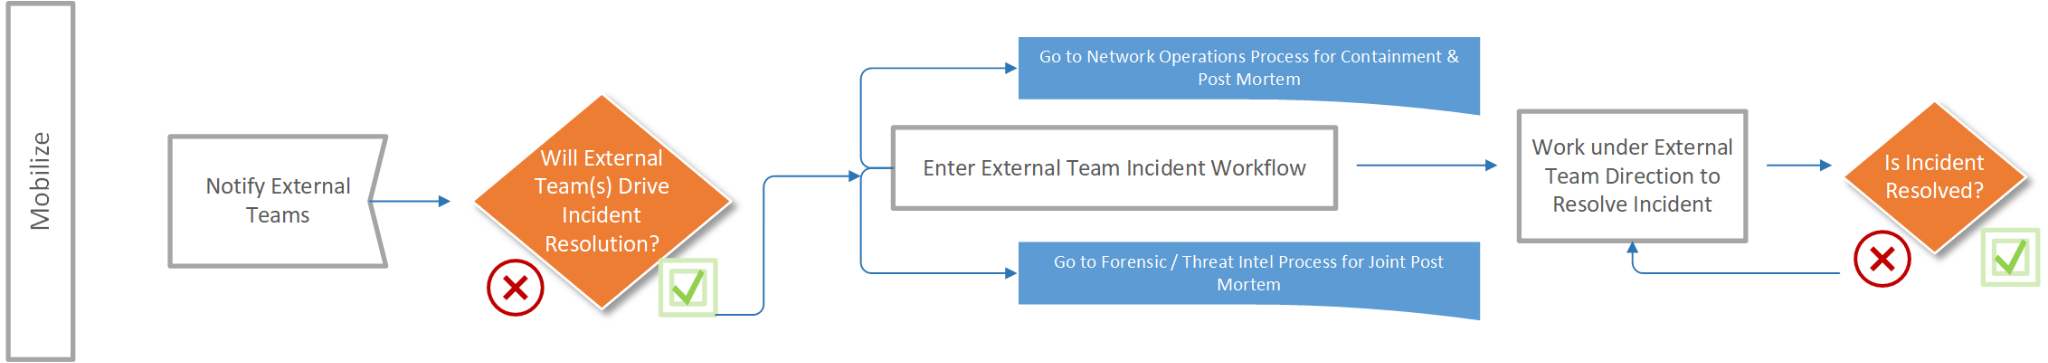 Mobilize
Notify External
Teams
Will External
Team(s) Drive
Incident
Resolution?
Go to Network Operations Process for Containment &
Post Mortem
Enter External Team Incident Workflow
Go to Forensic / Threat Intel Process for Joint Post
Mortem
Work under External
Team Direction to
Resolve Incident
Is Incident
Resolved?